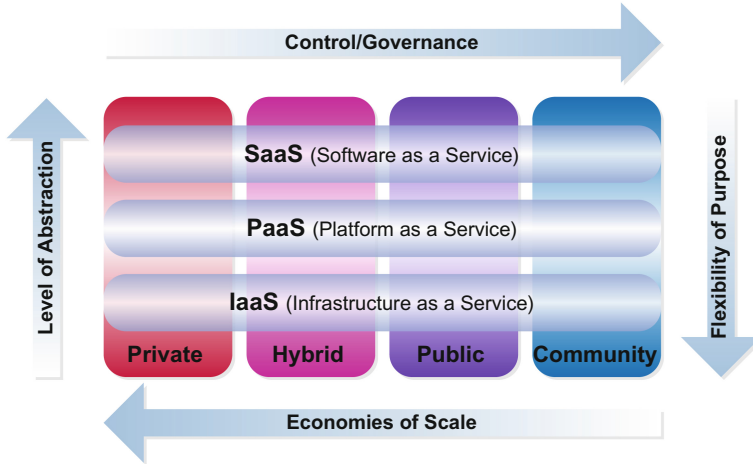 Control/Governance
Level of Abstraction
SaaS (Software as a Service)
PaaS (Platform as a Service)
IaaS (Infrastructure as a Service)
Flexibility of Purpose
Private Hybrid Public Community
Economies of Scale